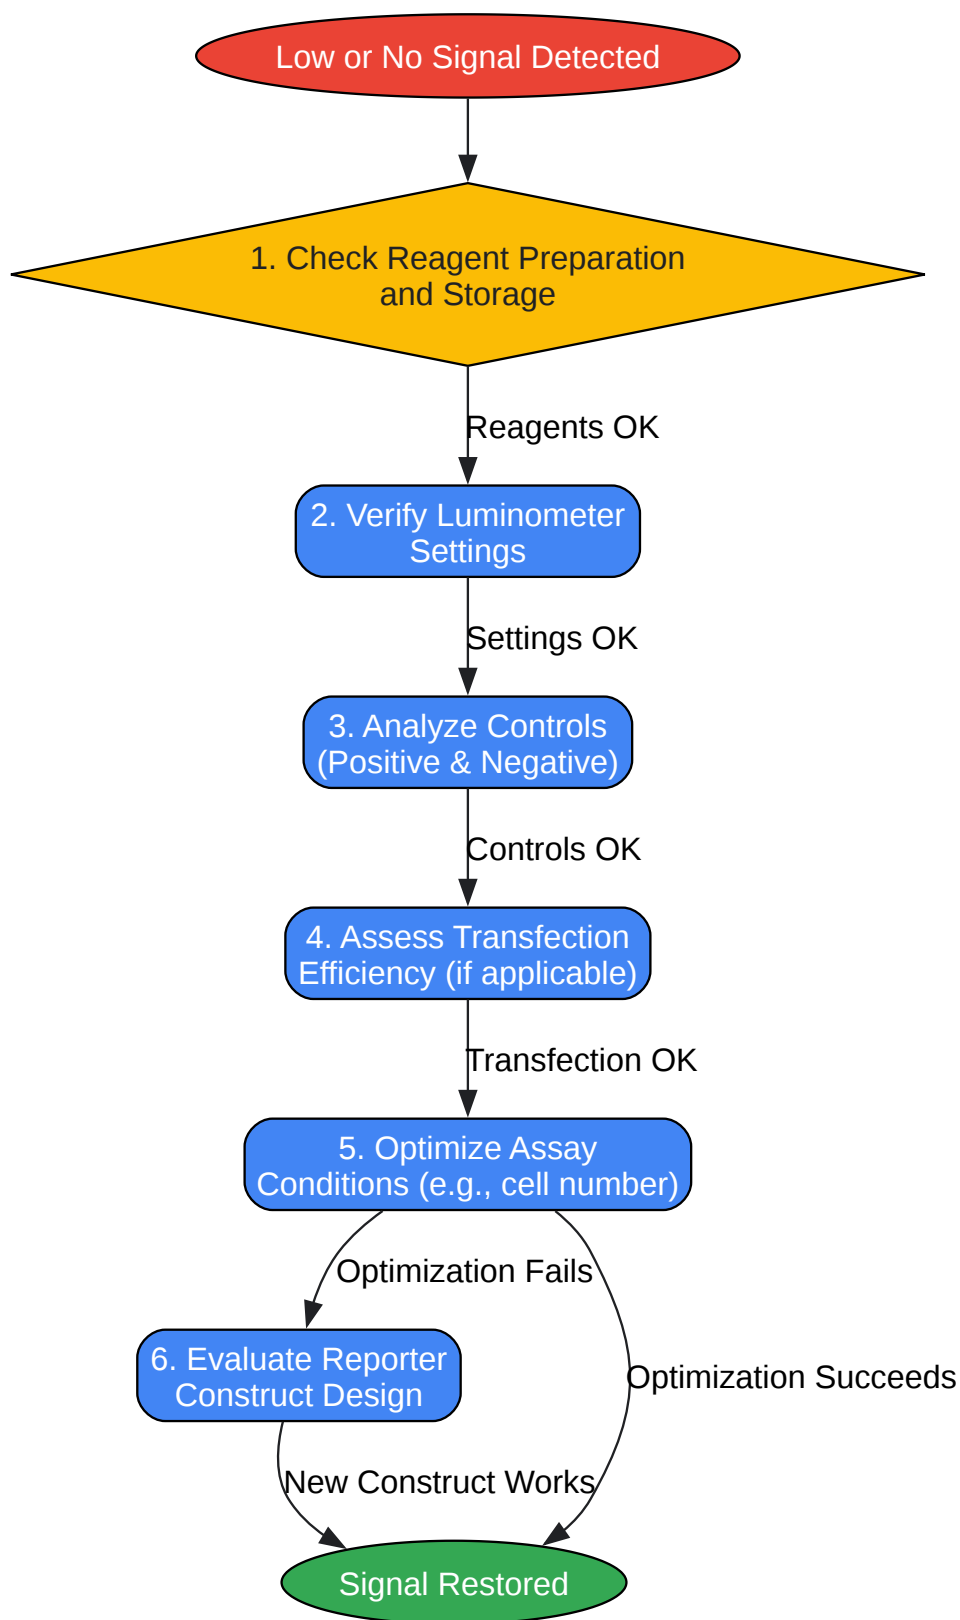 Low or No Signal Detected
1. Check Reagent Preparation
and Storage
Reagents OK
2. Verify Luminometer
Settings
Settings OK
3. Analyze Controls
(Positive & Negative)
Controls OK
4. Assess Transfection
Efficiency (if applicable)
Transfection OK
5. Optimize Assay
Conditions (e.g., cell number)
Optimization Fails
6. Evaluate Reporter
Construct Design
Optimization Succeeds
New Construct Works
Signal Restored